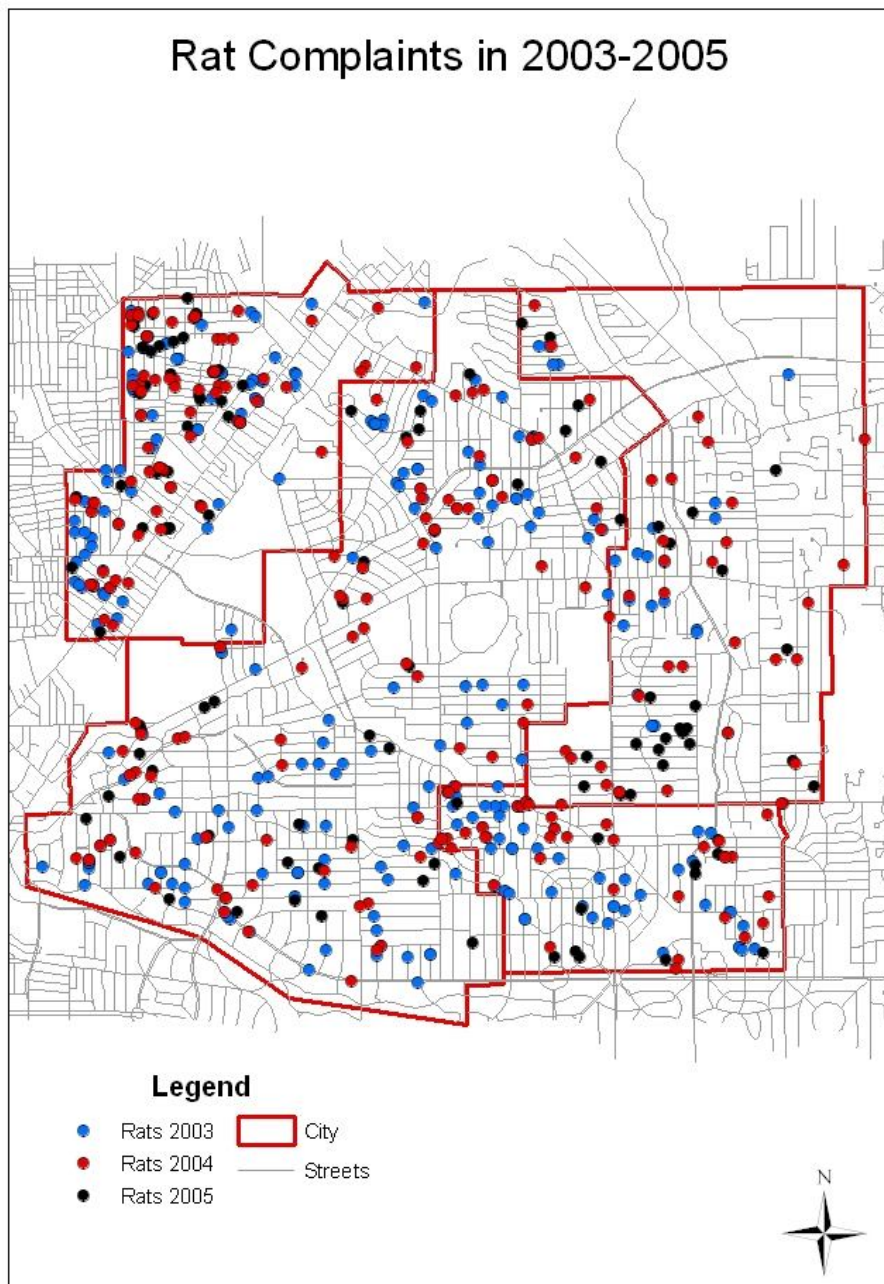 Rat Complaints in 2003-2005
Legend
Rats 2003
City
Rats 2004
Streets
Rats 2005
N